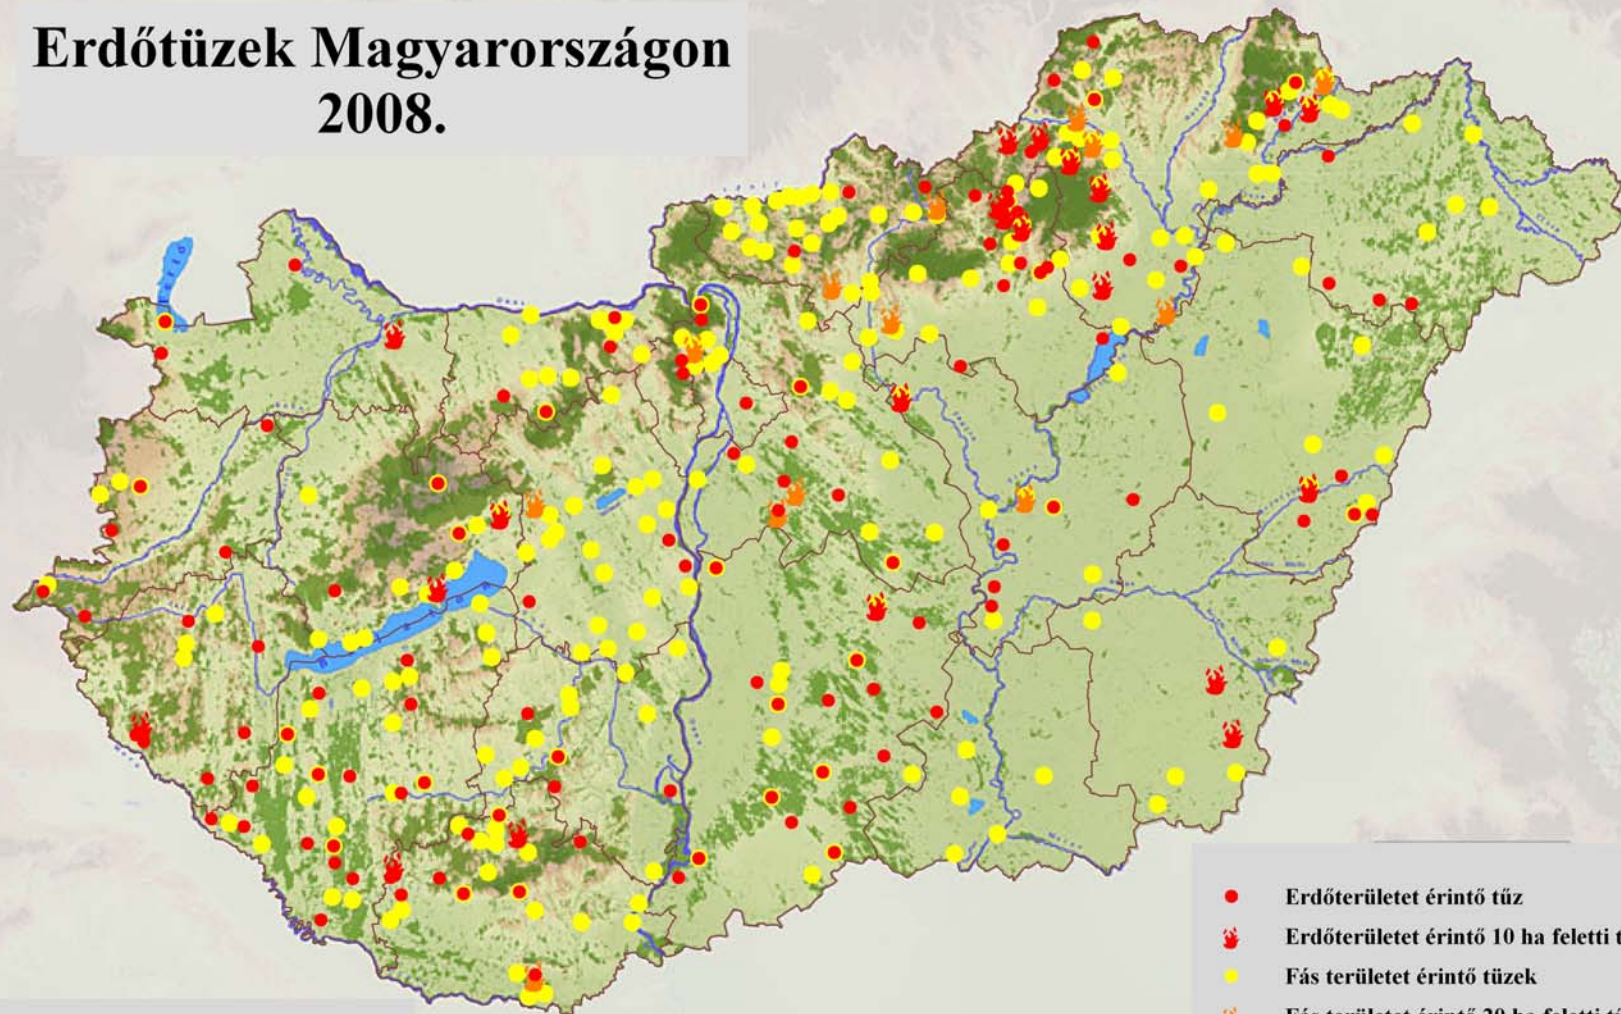 Erdőtüzek Magyarországon
2008.
Erdőterületet érintő tűz
Erdőterületet érintő 10 ha feletti
Fás területet érintő tüzek